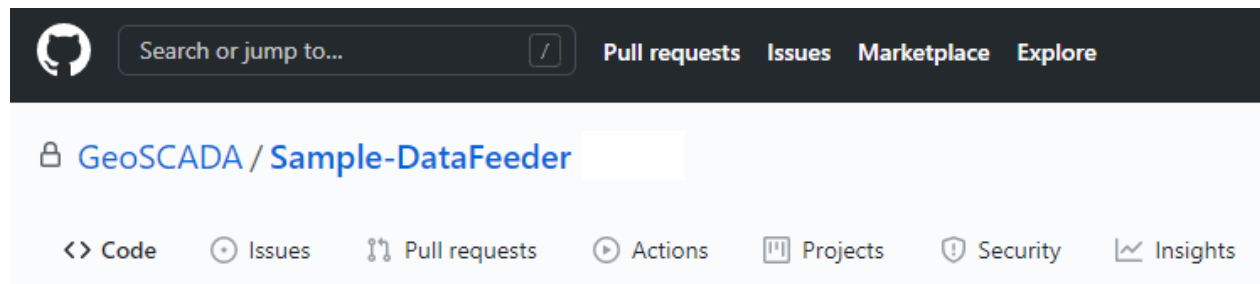 Search or jump to... / Pull requests Issues Marketplace Explore
GeoSCADA / Sample-DataFeeder
<> Code Issues Pull requests Actions Projects Security Insights